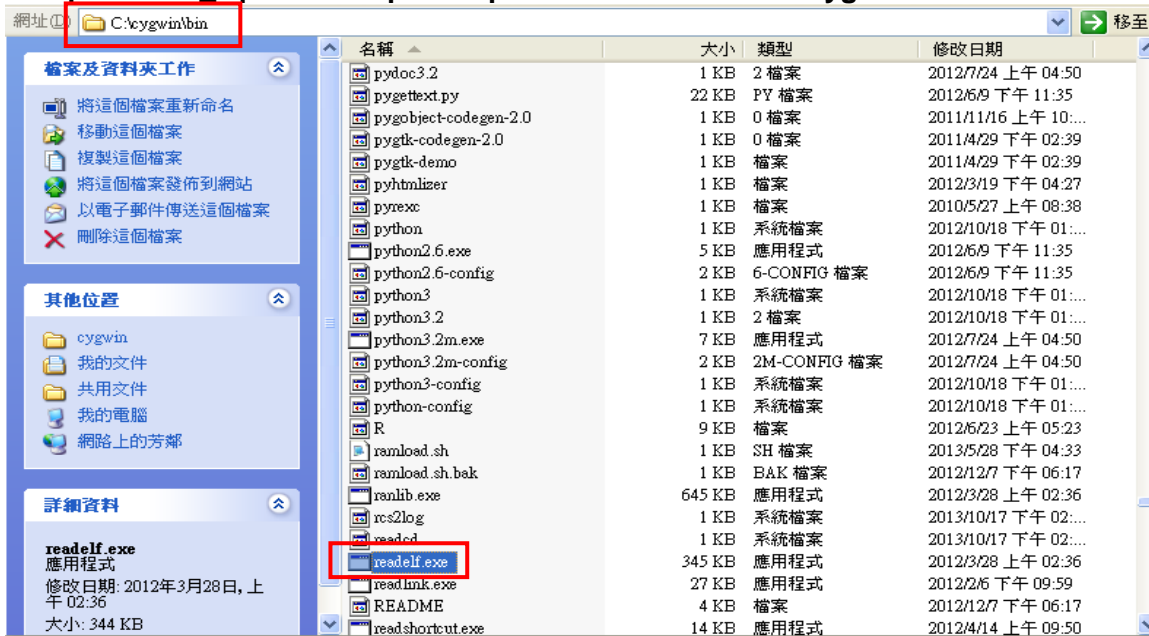 網址(D) C:\cygwin\bin 移至
檔案及資料夾工作
將這個檔案重新命名
移動這個檔案
複製這個檔案
將這個檔案發佈到網站
以電子郵件傳送這個檔案
刪除這個檔案
其他位置
cygwin
我的文件
共用文件
我的電腦
網路上的芳鄰
詳細資料
readelf.exe
應用程式
修改日期: 2012年3月28日, 上
午 02:36
大小: 344 KB
名稱 大小 類型 修改日期
pydoc3.2 1 KB 2 檔案 2012/7/24 上午 04:50
pygettext.py 22 KB PY 檔案 2012/6/9 下午 11:35
pygobject-codegen-2.0 1 KB 0 檔案 2011/11/16 上午 10:...
pygtk-codegen-2.0 1 KB 0 檔案 2011/4/29 下午 02:39
pygtk-demo 1 KB 檔案 2011/4/29 下午 02:39
pyhtmlizer 1 KB 檔案 2012/3/19 下午 04:27
pyrexc 1 KB 檔案 2010/5/27 上午 08:38
python 1 KB 系統檔案 2012/10/18 下午 01:...
python2.6.exe 5 KB 應用程式 2012/6/9 下午 11:35
python2.6-config 2 KB 6-CONFIG 檔案 2012/6/9 下午 11:35
python3 1 KB 系統檔案 2012/10/18 下午 01:...
python3.2 1 KB 2 檔案 2012/10/18 下午 01:...
python3.2m.exe 7 KB 應用程式 2012/7/24 上午 04:50
python3.2m-config 2 KB 2M-CONFIG 檔案 2012/7/24 上午 04:50
python3-config 1 KB 系統檔案 2012/10/18 下午 01:...
python-config 1 KB 系統檔案 2012/10/18 下午 01:...
R 9 KB 檔案 2012/6/23 上午 05:23
ramload.sh 1 KB SH 檔案 2013/5/28 下午 04:33
ramload.sh.bak 1 KB BAK 檔案 2012/12/7 下午 06:17
ranlib.exe 645 KB 應用程式 2012/3/28 上午 02:36
rcs2log 1 KB 系統檔案 2013/10/17 下午 02:...
readcd 1 KB 系統檔案 2013/10/17 下午 02:...
readelf.exe 345 KB 應用程式 2012/3/28 上午 02:36
readlink.exe 27 KB 應用程式 2012/2/6 下午 09:59
README 4 KB 檔案 2012/12/7 下午 06:17
readshortcut.exe 14 KB 應用程式 2012/4/14 上午 09:50